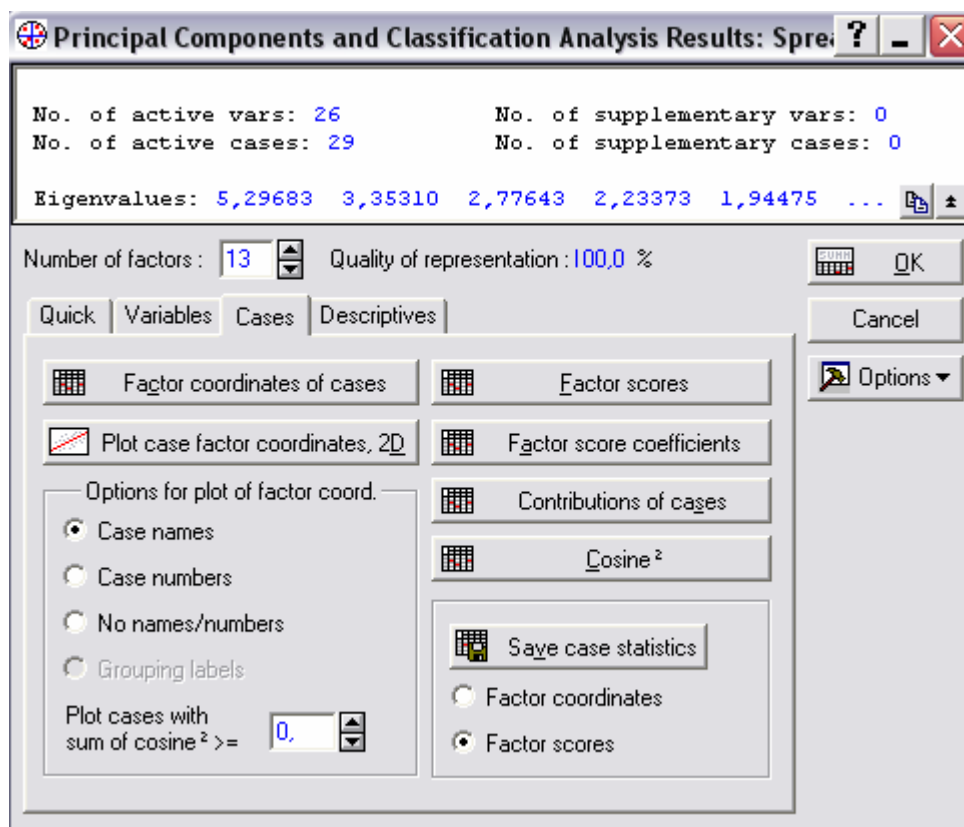 Principal Components and Classification Analysis Results: Sprea
No. of active vars: 26 No. of supplementary vars: 0
No. of active cases: 29 No. of supplementary cases: 0
Eigenvalues: 5,29683 3,35310 2,77643 2,23373 1,94475 ...
Number of factors : 13 Quality of representation : 100,0 %
OK
Quick Variables Cases Descriptives
Cancel
Options
Factor coordinates of cases
Factor scores
Plot case factor coordinates, 2D
Factor score coefficients
Options for plot of factor coord.
Case names
Case numbers
No names/numbers
Grouping labels
Plot cases with
sum of cosine ² >= 0,
Contributions of cases
Cosine ²
Save case statistics
Factor coordinates
Factor scores